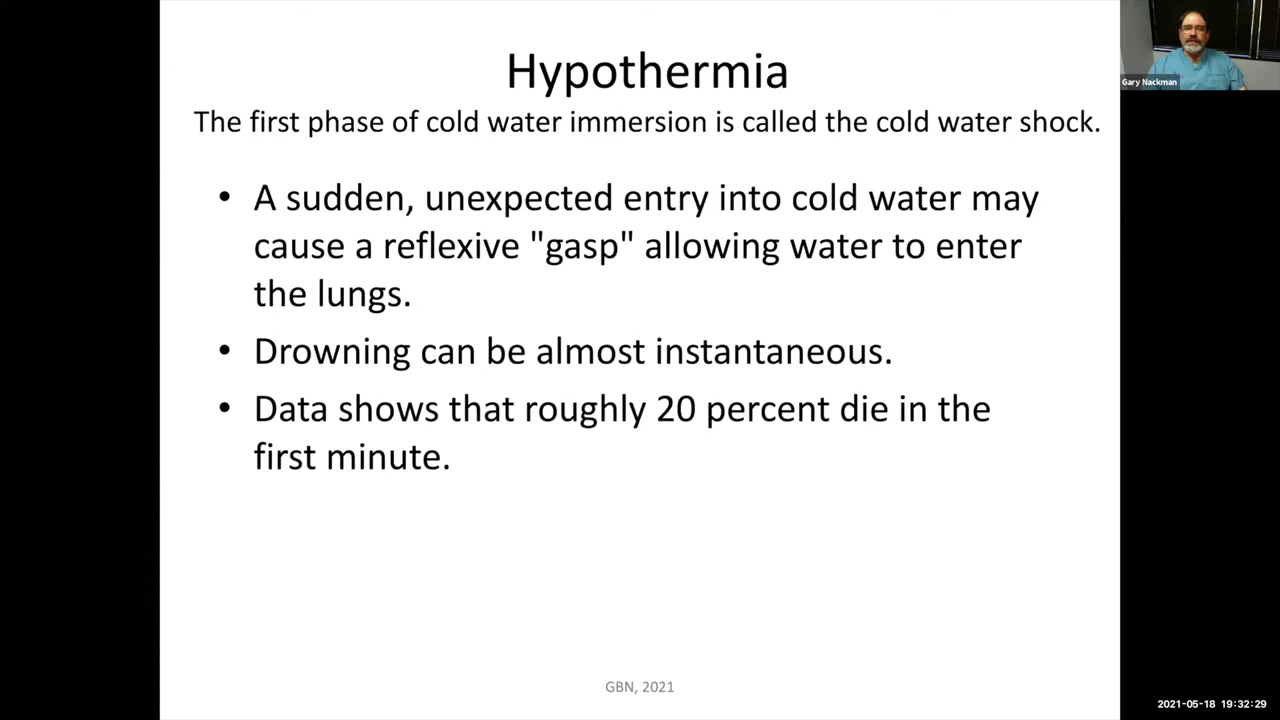 Hypothermia
The first phase of cold water immersion is called the cold water shock.
• A sudden, unexpected entry into cold water may
cause a reflexive "gasp" allowing water to enter
the lungs.
• Drowning can be almost instantaneous.
• Data shows that roughly 20 percent die in the
first minute.
GBN, 2021
Gary Nackman
2021-05-18 19:32:29